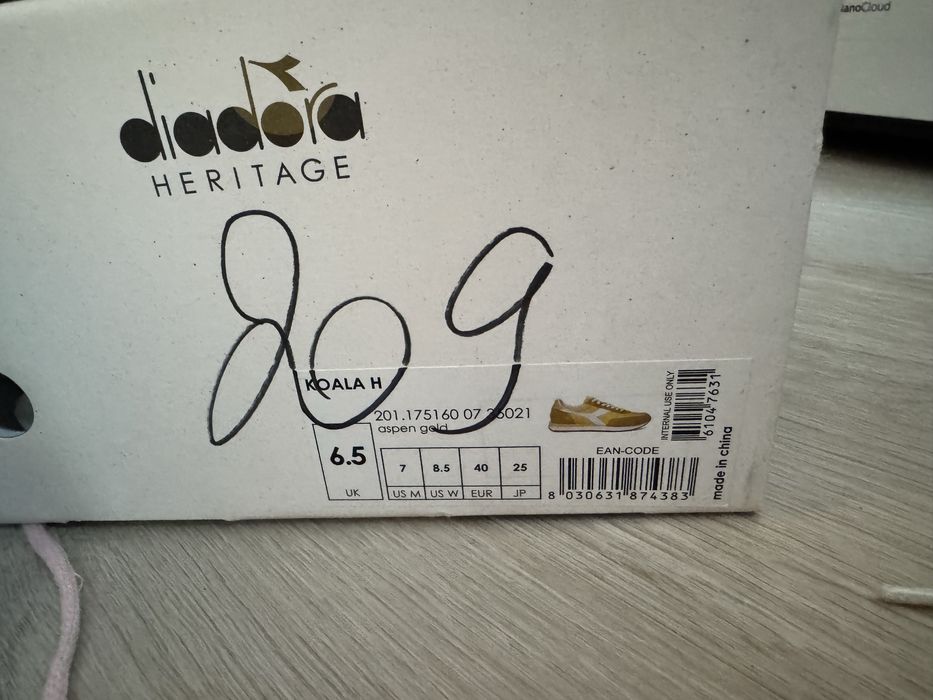 diadora
HERITAGE
209
KOALA H
201.175160 07 25021
aspen gold
6.5
UK
7 8.5 40 25
US M US W EUR JP
INTERNAL USE ONLY
61047631
EAN-CODE
8 030631 874383
made in china